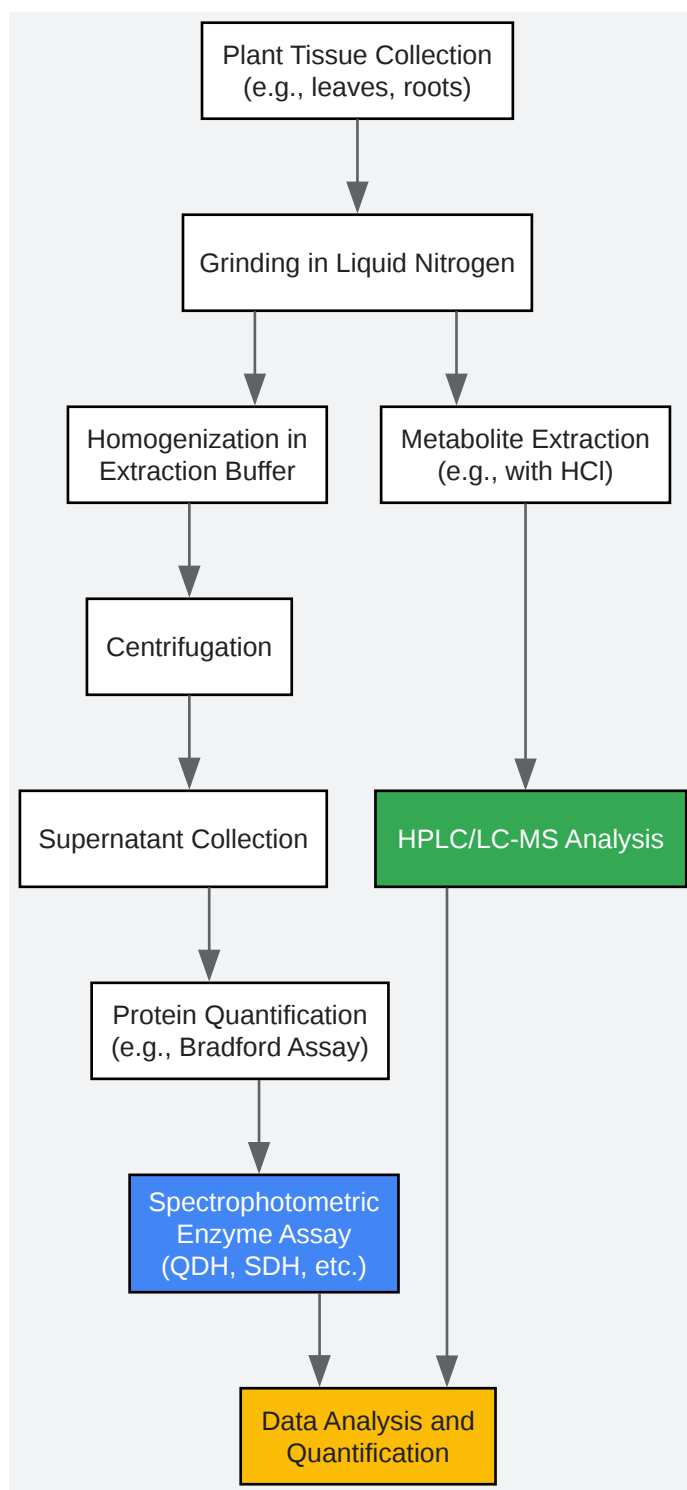 Plant Tissue Collection
(e.g., leaves, roots)
Grinding in Liquid Nitrogen
Homogenization in
Extraction Buffer
Metabolite Extraction
(e.g., with HCl)
Centrifugation
Supernatant Collection
HPLC/LC-MS Analysis
Protein Quantification
(e.g., Bradford Assay)
Spectrophotometric
Enzyme Assay
(QDH, SDH, etc.)
Data Analysis and
Quantification